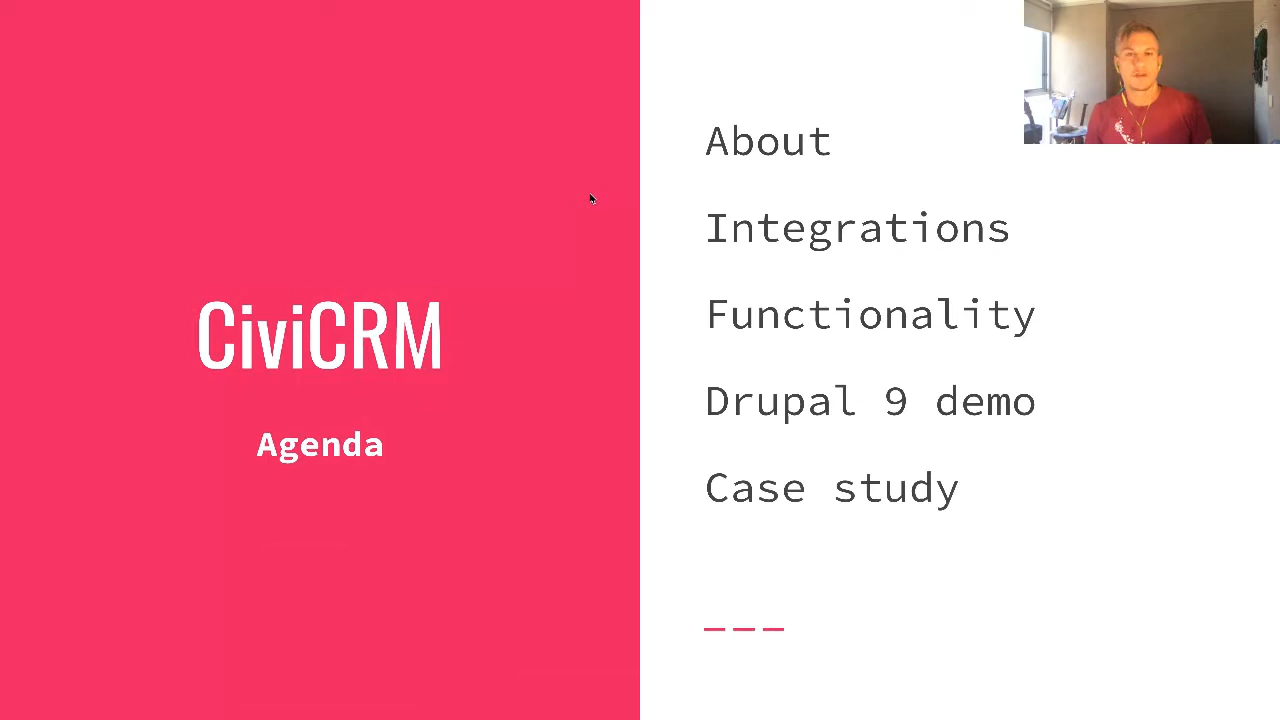 CiviCRM
Agenda
About
Integrations
Functionality
Drupal 9 demo
Case study